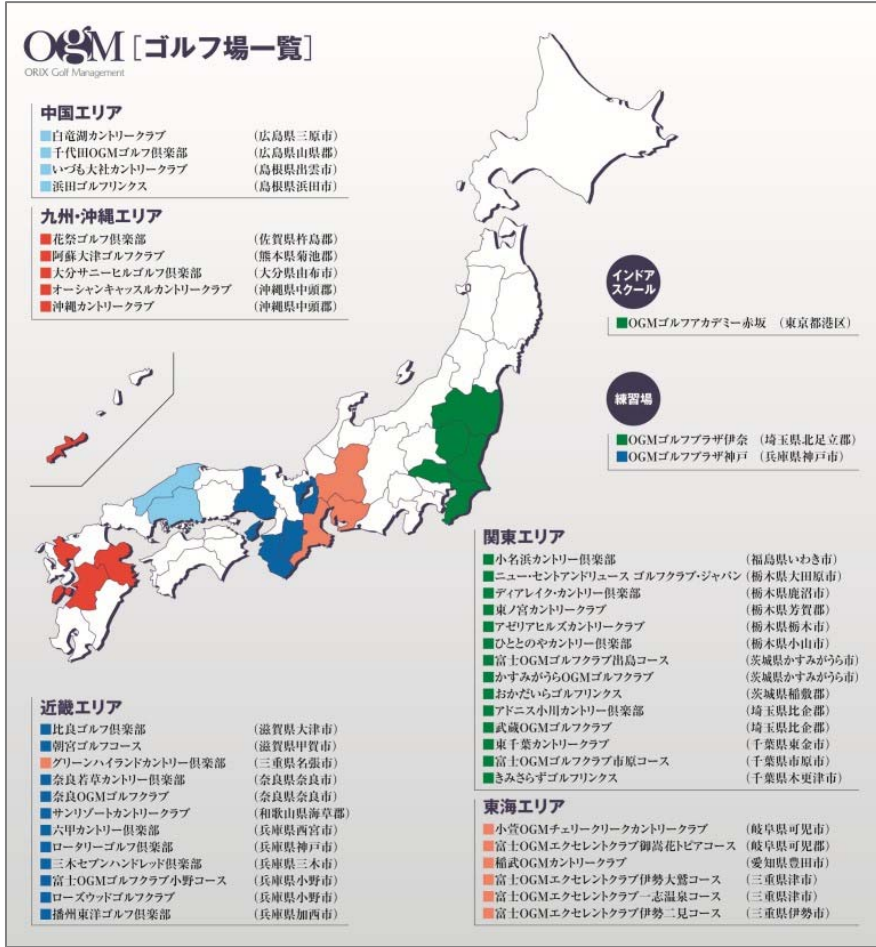 OGM [ゴルフ場一覧]
ORIX Golf Management
中国エリア
白竜湖カントリークラブ (広島県三原市)
千代田OGMゴルフ倶楽部 (広島県山県郡)
いづも大社カントリークラブ (島根県出雲市)
浜田ゴルフリンクス (島根県浜田市)
九州・沖縄エリア
花祭ゴルフ倶楽部 (佐賀県杵島郡)
阿蘇大津ゴルフクラブ (熊本県菊池郡)
大分サニーヒルゴルフ倶楽部 (大分県由布市)
オーシャンキャッスルカントリークラブ (沖縄県中頭郡)
沖縄カントリークラブ (沖縄県中頭郡)
インドア
スクール
OGMゴルフアカデミー赤坂 (東京都港区)
練習場
OGMゴルフプラザ伊奈 (埼玉県北足立郡)
OGMゴルフプラザ神戸 (兵庫県神戸市)
関東エリア
小名浜カントリー倶楽部 (福島県いわき市)
ニュー・セントアンドリュース ゴルフクラブ・ジャパン (栃木県大田原市)
ディアレイク・カントリー倶楽部 (栃木県鹿沼市)
東ノ宮カントリークラブ (栃木県芳賀郡)
アゼリアヒルズカントリークラブ (栃木県栃木市)
ひととのやカントリー倶楽部 (栃木県小山市)
富士OGMゴルフクラブ出島コース (茨城県かすみがうら市)
かすみがうらOGMゴルフクラブ (茨城県かすみがうら市)
おかだいらゴルフリンクス (茨城県稲敷郡)
アドニス小川カントリー倶楽部 (埼玉県比企郡)
武蔵OGMゴルフクラブ (埼玉県比企郡)
東千葉カントリークラブ (千葉県東金市)
富士OGMゴルフクラブ市原コース (千葉県市原市)
きみさらずゴルフリンクス (千葉県木更津市)
近畿エリア
比良ゴルフ倶楽部 (滋賀県大津市)
朝宮ゴルフコース (滋賀県甲賀市)
グリーンハイランドカントリー倶楽部 (三重県名張市)
奈良若草カントリー倶楽部 (奈良県奈良市)
奈良OGMゴルフクラブ (奈良県奈良市)
サンリゾートカントリークラブ (和歌山県海草郡)
六甲カントリー倶楽部 (兵庫県西宮市)
ロータリーゴルフ倶楽部 (兵庫県神戸市)
三木セブンハンドレッド倶楽部 (兵庫県三木市)
富士OGMゴルフクラブ小野コース (兵庫県小野市)
ローズウッドゴルフクラブ (兵庫県小野市)
播州東洋ゴルフ倶楽部 (兵庫県加西市)
東海エリア
小萱OGMチェリークリークカントリークラブ (岐阜県可児市)
富士OGMエクセレントクラブ御嵩花トピアコース (岐阜県可児郡)
稲武OGMカントリークラブ (愛知県豊田市)
富士OGMエクセレントクラブ伊勢大鷲コース (三重県津市)
富士OGMエクセレントクラブ一志温泉コース (三重県津市)
富士OGMエクセレントクラブ伊勢二見コース (三重県伊勢市)